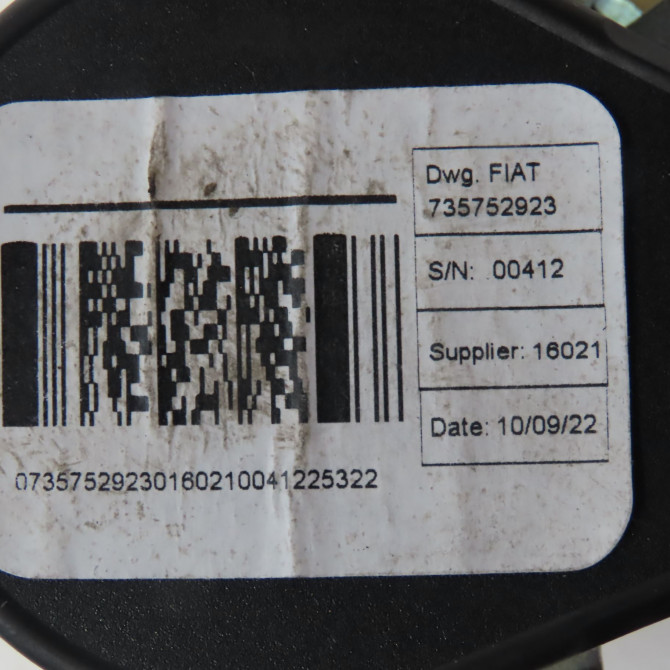 Dwg. FIAT
735752923
S/N: 00412
Supplier: 16021
Date: 10/09/22
07357529230160210041225322